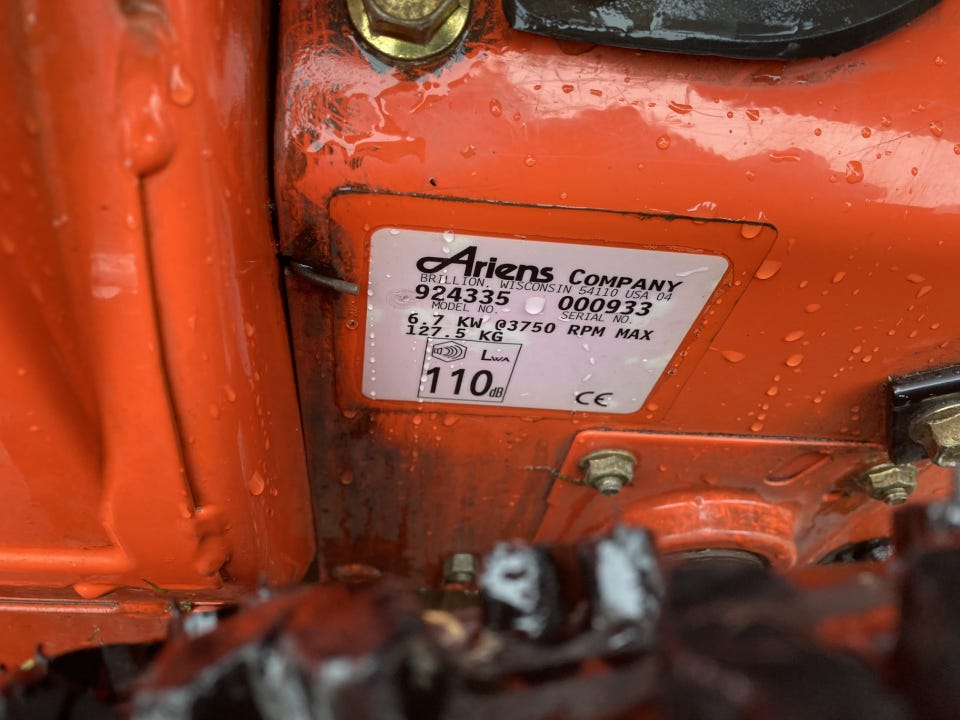 Ariens COMPANY
BRILLION, WISCONSIN 54110 USA 04
924335 000933
MODEL NO. SERIAL NO.
6.7 KW @3750 RPM MAX
127.5 KG
LWA
110dB
CE